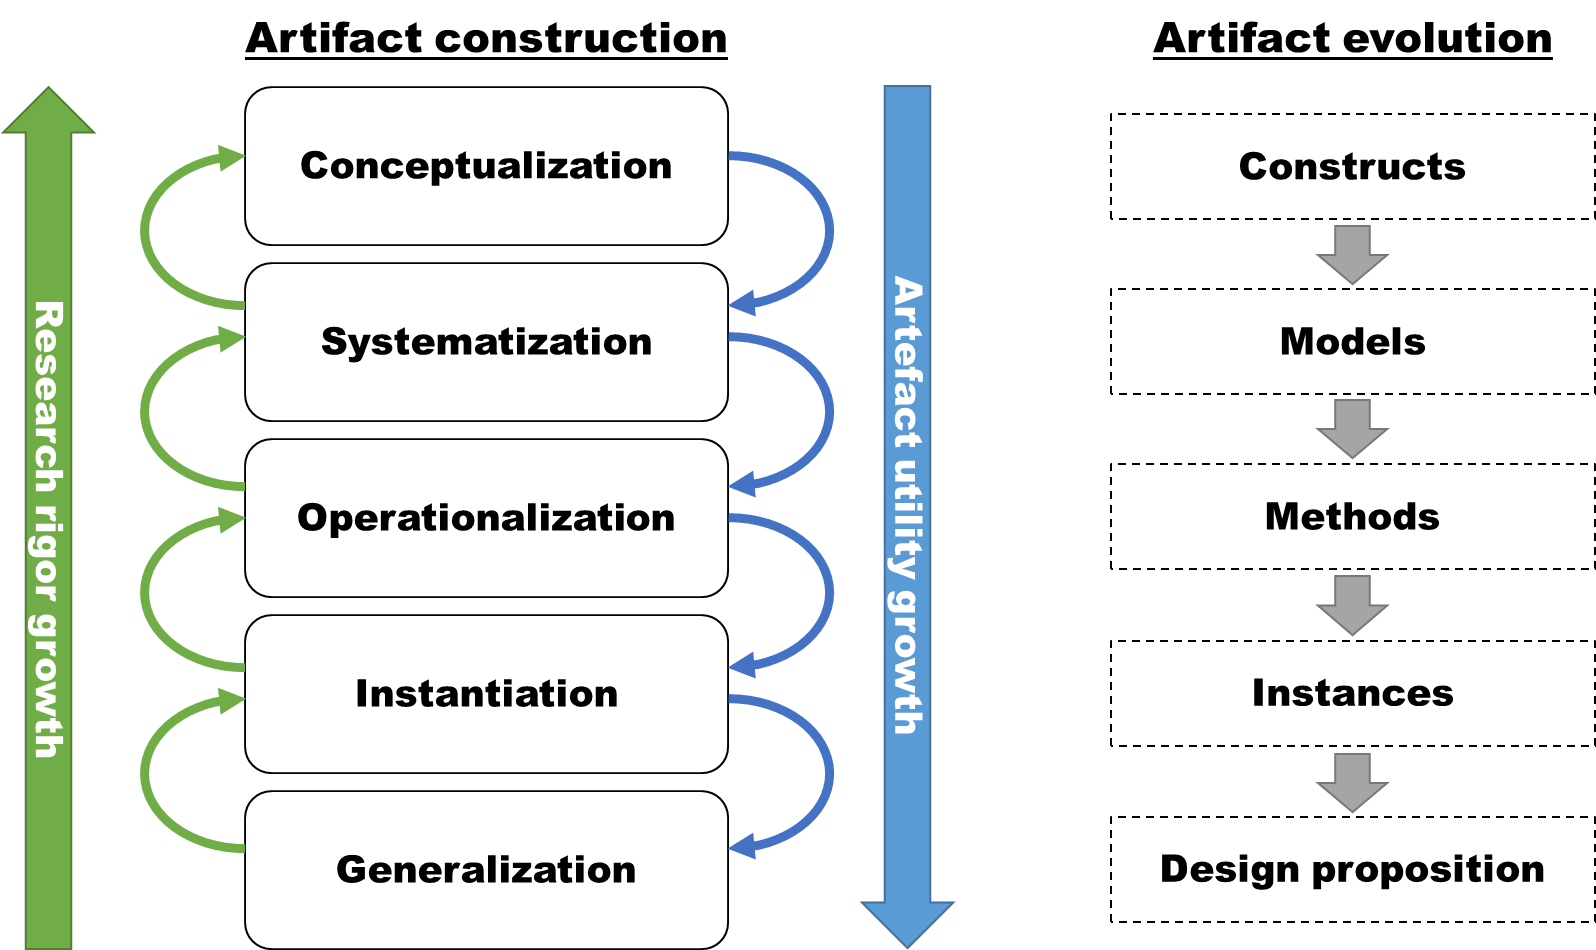 Artifact construction
Artifact evolution
Research rigor growth
Conceptualization
Systematization
Operationalization
Instantiation
Generalization
Artefact utility growth
Constructs
Models
Methods
Instances
Design proposition